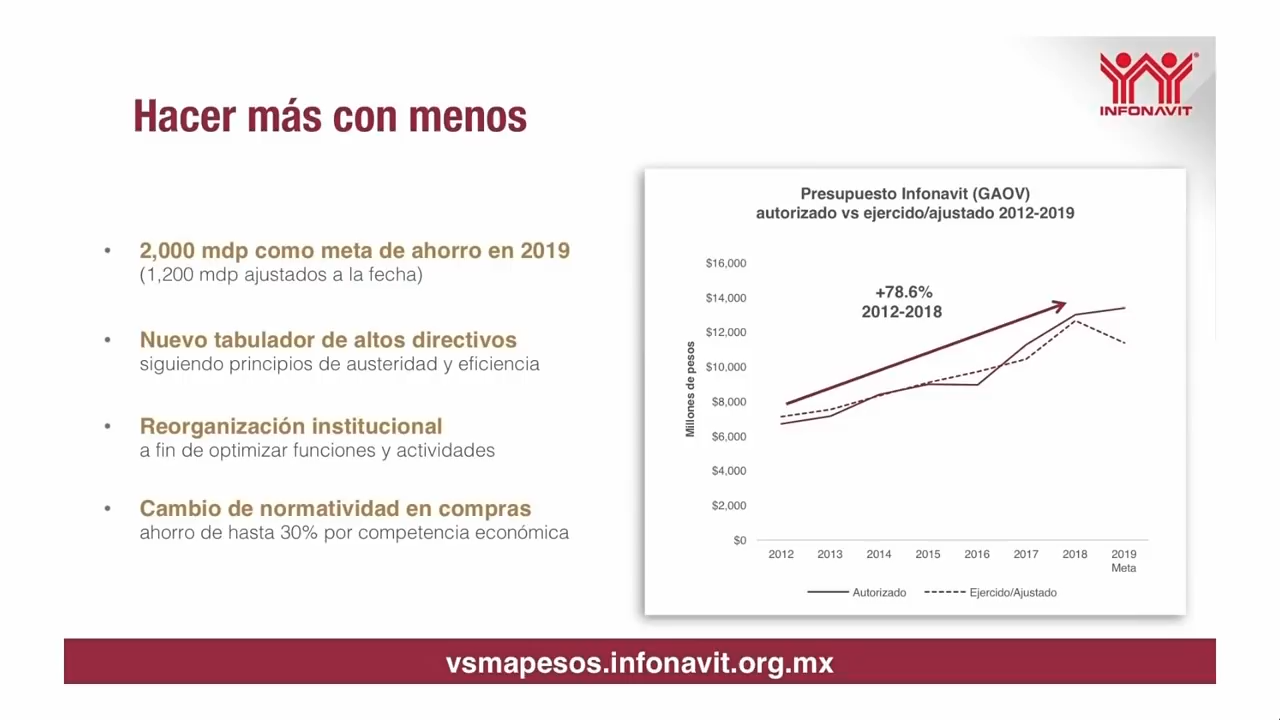 Hacer más con menos
INFONAVIT
• 2,000 mdp como meta de ahorro en 2019
(1,200 mdp ajustados a la fecha)
• Nuevo tabulador de altos directivos
siguiendo principios de austeridad y eficiencia
• Reorganización institucional
a fin de optimizar funciones y actividades
• Cambio de normatividad en compras
ahorro de hasta 30% por competencia económica
Presupuesto Infonavit (GAOV)
autorizado vs ejercido/ajustado 2012-2019
Millones de pesos
$16,000
$14,000
$12,000
$10,000
$8,000
$6,000
$4,000
$2,000
$0
+78.6%
2012-2018
2012 2013 2014 2015 2016 2017 2018 2019
Meta
Autorizado Ejercido/Ajustado
vsmapesos.infonavit.org.mx